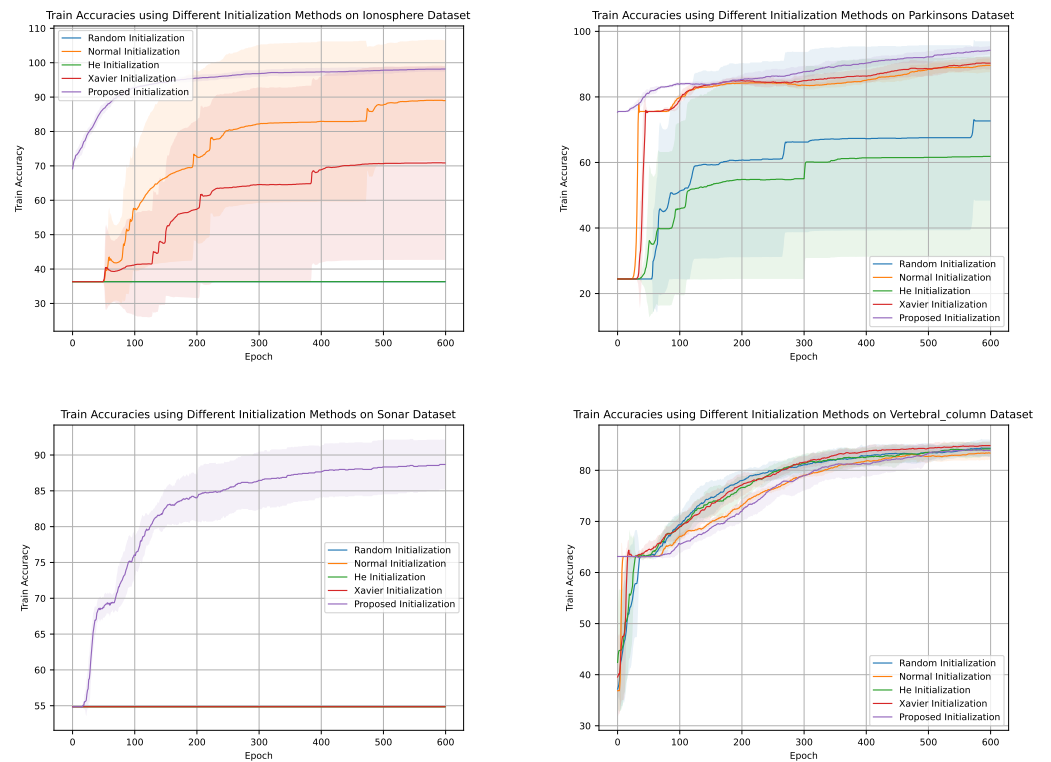 Train Accuracies using Different Initialization Methods on Ionosphere Dataset
110
100
90
80
70
60
50
40
30
Train Accuracy
Random Initialization
Normal Initialization
He Initialization
Xavier Initialization
Proposed Initialization
0 100 200 300 400 500 600
Epoch
Train Accuracies using Different Initialization Methods on Parkinsons Dataset
100
80
60
40
20
Train Accuracy
Random Initialization
Normal Initialization
He Initialization
Xavier Initialization
Proposed Initialization
0 100 200 300 400 500 600
Epoch
Train Accuracies using Different Initialization Methods on Sonar Dataset
90
85
80
75
70
65
60
55
Train Accuracy
Random Initialization
Normal Initialization
He Initialization
Xavier Initialization
Proposed Initialization
0 100 200 300 400 500 600
Epoch
Train Accuracies using Different Initialization Methods on Vertebral_column Dataset
80
70
60
50
40
30
Train Accuracy
Random Initialization
Normal Initialization
He Initialization
Xavier Initialization
Proposed Initialization
0 100 200 300 400 500 600
Epoch